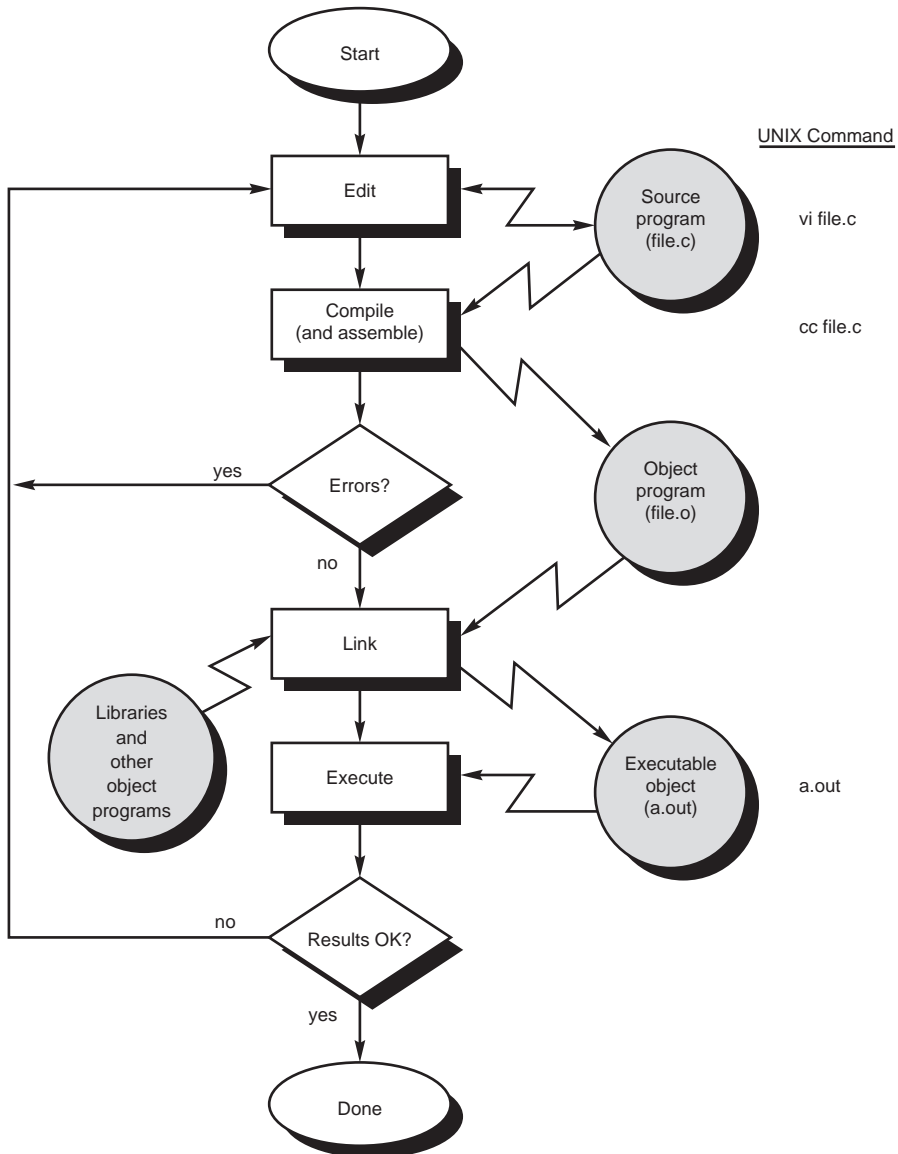 Start
UNIX Command
Edit
Source
program
(file.c)
vi file.c
Compile
(and assemble)
cc file.c
yes
Errors?
Object
program
(file.o)
no
Link
Libraries
and
other
object
programs
Execute
Executable
object
(a.out)
a.out
no
Results OK?
yes
Done